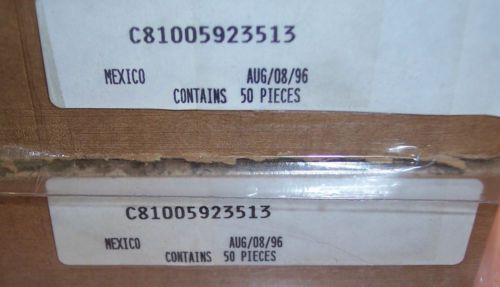 C81005923513
MEXICO AUG/08/96
CONTAINS 50 PIECES
C81005923513
MEXICO AUG/08/96
CONTAINS 50 PIECES